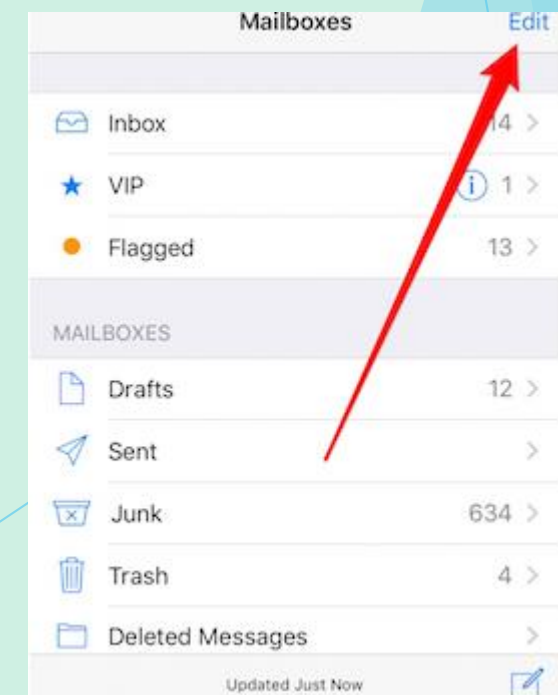 Mailboxes Edit
Inbox 14
VIP 1
Flagged 13
MAILBOXES
Drafts 12
Sent
Junk 634
Trash 4
Deleted Messages
Updated Just Now